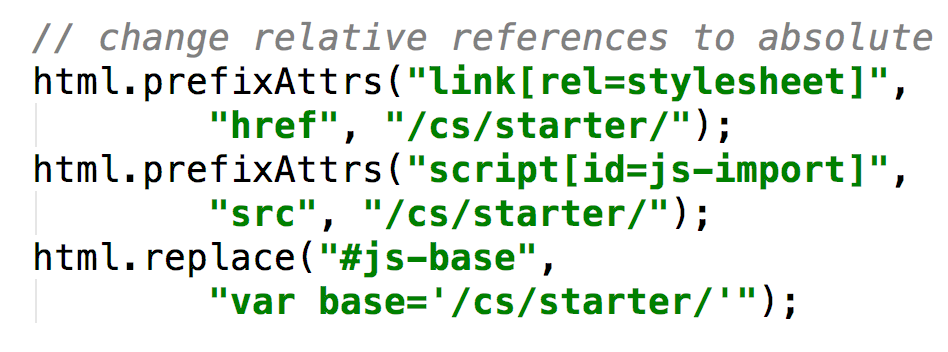 // change relative references to absolute
html.prefixAttrs("link[rel=stylesheet]",
        "href", "/cs/starter/");
html.prefixAttrs("script[id=js-import]",
        "src", "/cs/starter/");
html.replace("#js-base",
        "var base='/cs/starter/'");